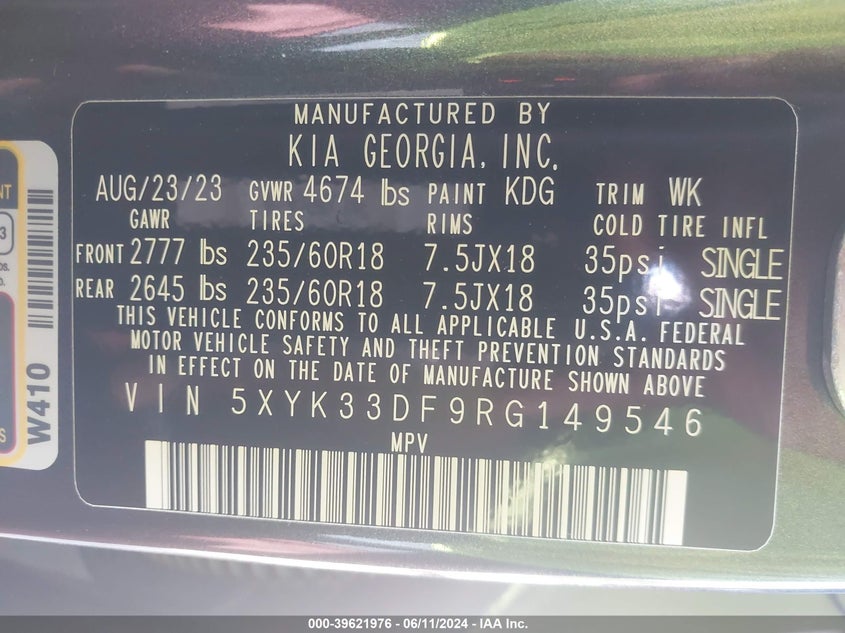 MANUFACTURED BY
KIA GEORGIA, INC.
AUG/23/23 GVWR 4674 lbs PAINT KDG TRIM WK
GAWR TIRES RIMS COLD TIRE INFL
FRONT 2777 lbs 235/60R18 7.5JX18 35psi SINGLE
REAR 2645 lbs 235/60R18 7.5JX18 35psi SINGLE
THIS VEHICLE CONFORMS TO ALL APPLICABLE U.S.A. FEDERAL
MOTOR VEHICLE SAFETY AND THEFT PREVENTION STANDARDS
IN EFFECT ON THE DATE OF MANUFACTURE SHOWN ABOVE
VIN 5XYK33DF9RG149546
MPV
W410
000-39621976 - 06/11/2024 - IAA Inc.